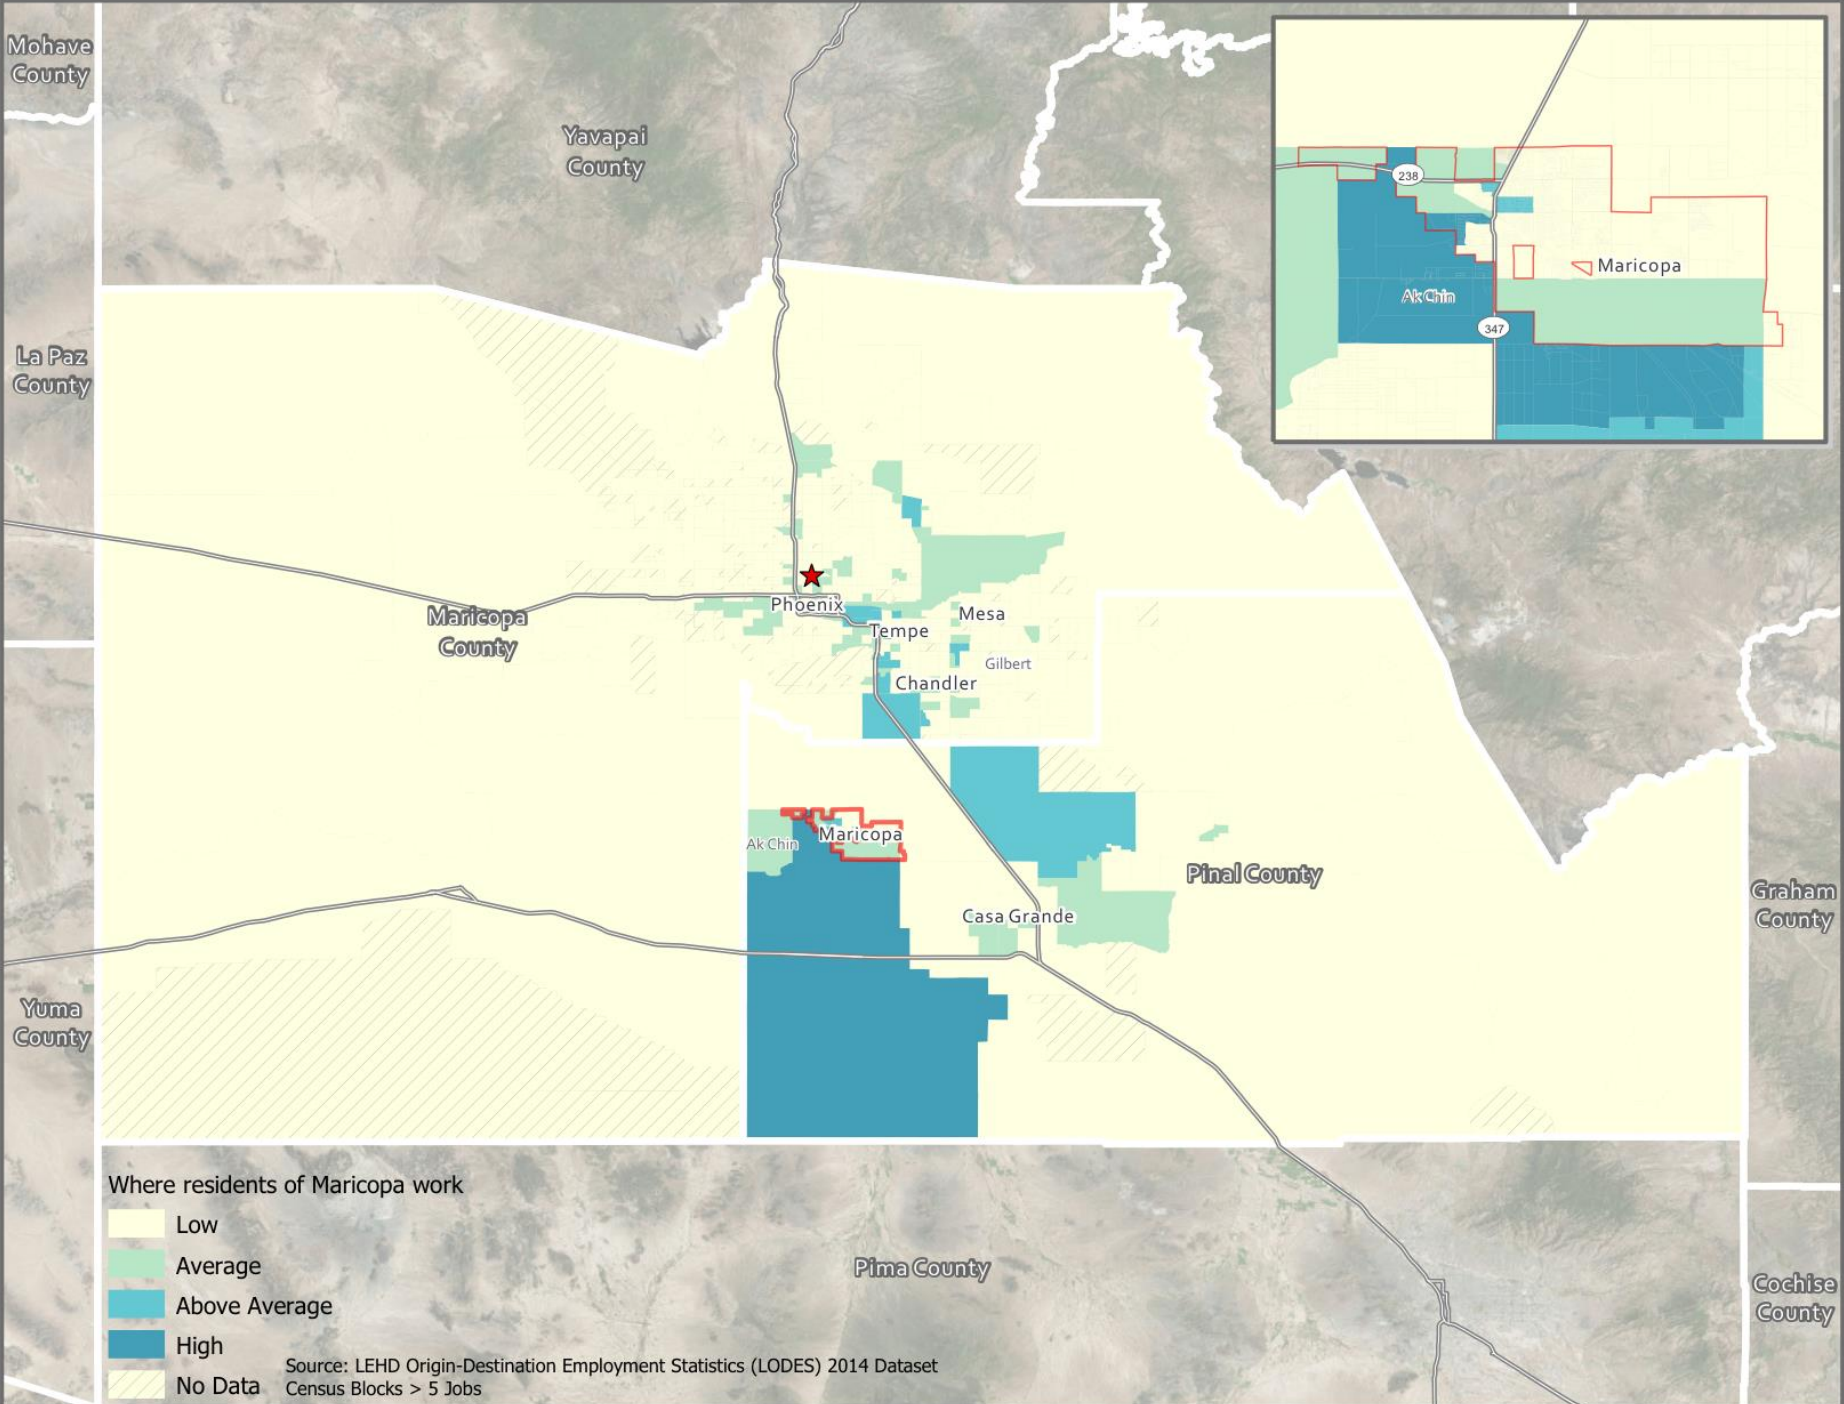 Mohave
County
Yavapai
County
238
Maricopa
Ak Chin
347
La Paz
County
Phoenix
Mesa
Tempe
Maricopa
County
Gilbert
Chandler
Maricopa
Ak Chin
Pinal County
Graham
County
Casa Grande
Yuma
County
Where residents of Maricopa work
Low
Average
Above Average
High
No Data
Source: LEHD Origin-Destination Employment Statistics (LODES) 2014 Dataset
Census Blocks > 5 Jobs
Pima County
Cochise
County